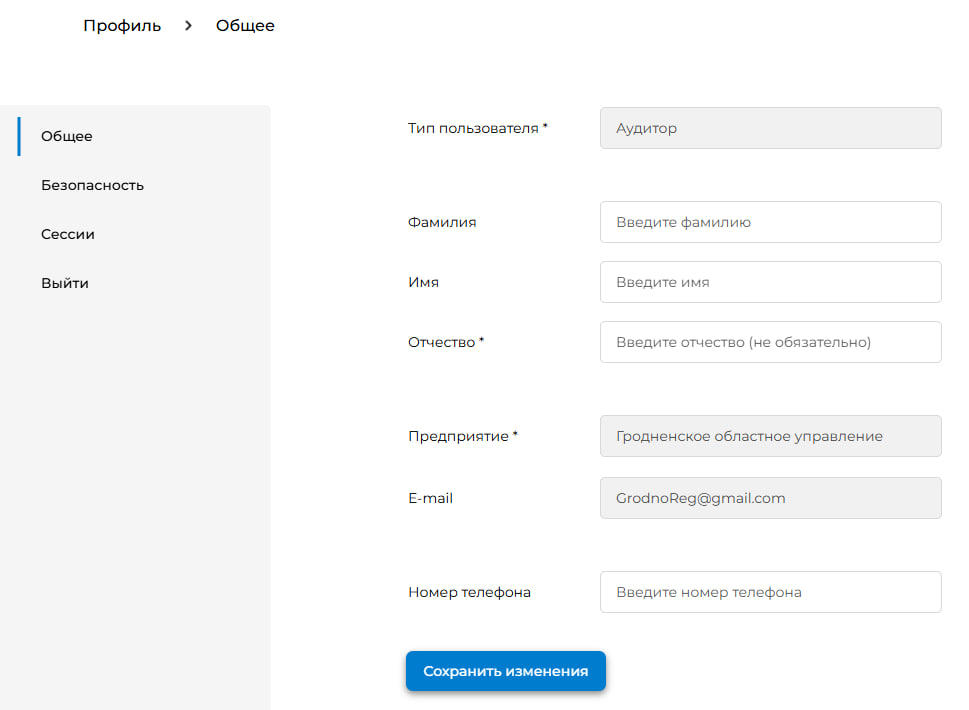 Профиль > Общее
Общее
Безопасность
Сессии
Выйти
Тип пользователя * Аудитор
Фамилия Введите фамилию
Имя Введите имя
Отчество * Введите отчество (не обязательно)
Предприятие * Гродненское областное управление
E-mail GrodnoReg@gmail.com
Номер телефона Введите номер телефона
Сохранить изменения